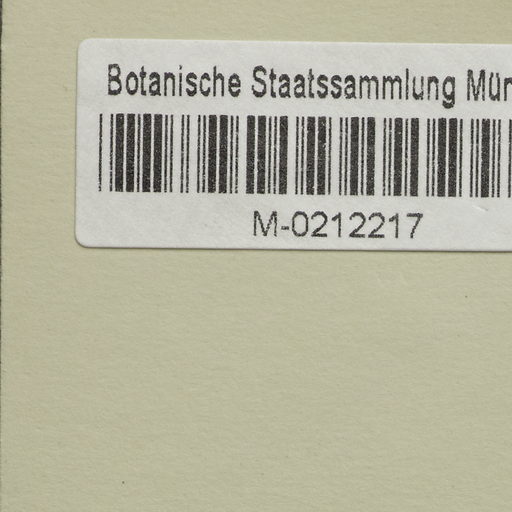 Botanische Staatssammlung Mün
M-0212217